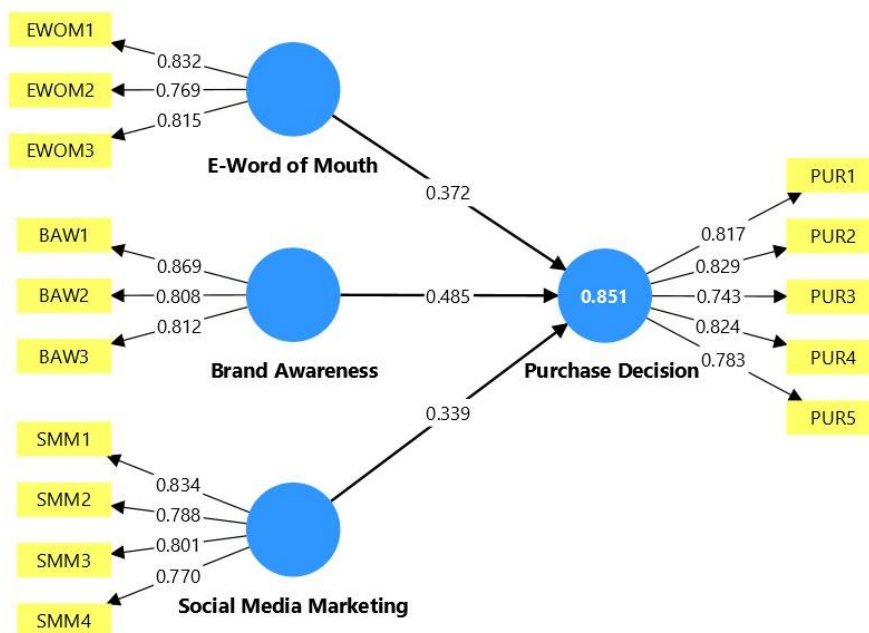 EWOM1
0.832
EWOM2
0.769
EWOM3
0.815
E-Word of Mouth
0.372
BAW1
0.869
BAW2
0.808
BAW3
0.812
Brand Awareness
0.485
SMM1
0.834
SMM2
0.788
SMM3
0.801
SMM4
0.770
Social Media Marketing
0.339
0.851
Purchase Decision
PUR1
0.817
PUR2
0.829
PUR3
0.743
PUR4
0.824
PUR5
0.783